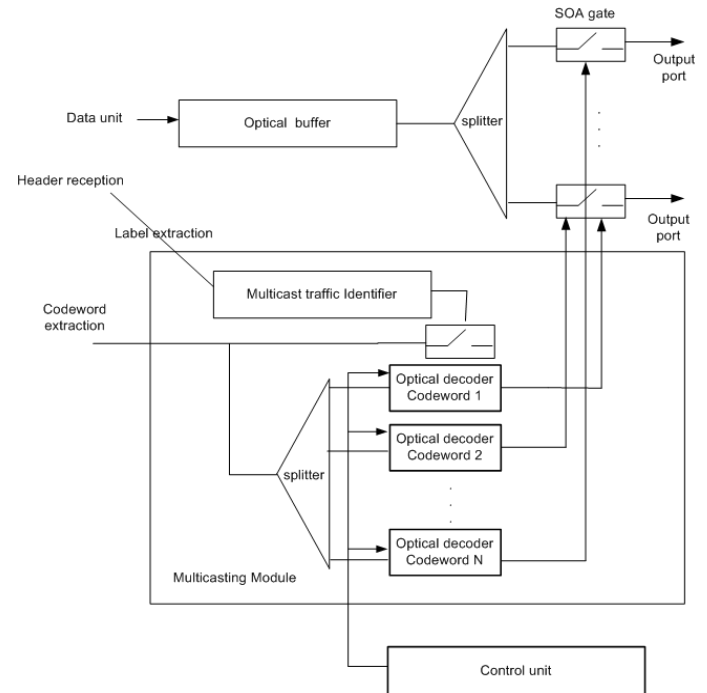 SOA gate
Output
port
Data unit
Optical buffer
splitter
Header reception
Output
port
Label extraction
Multicast traffic Identifier
Codeword
extraction
Optical decoder
Codeword 1
Optical decoder
Codeword 2
splitter
Optical decoder
Codeword N
Multicasting Module
Control unit